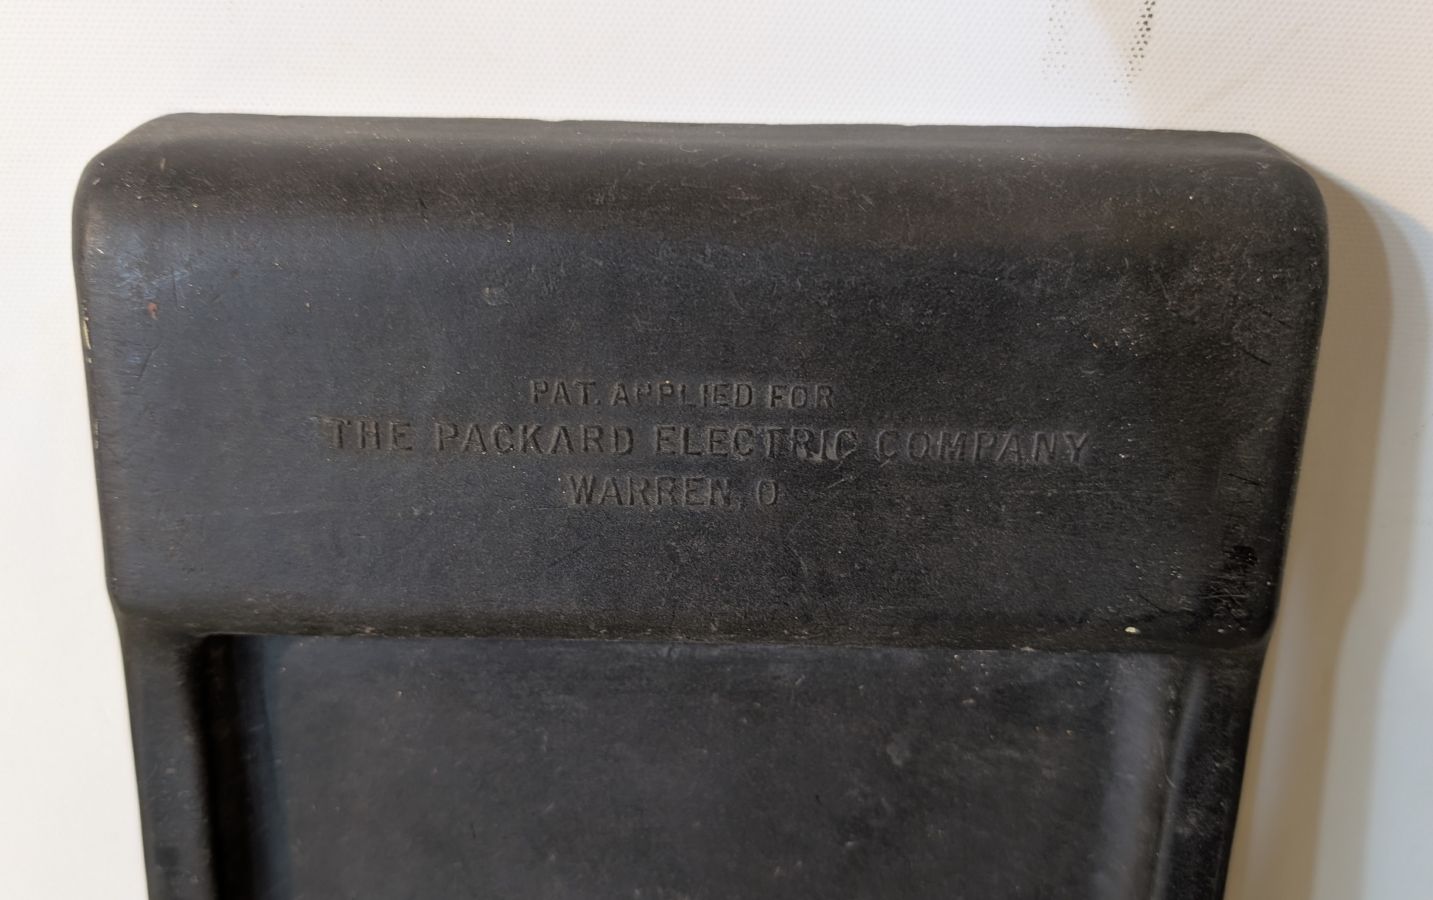 PAT. APPLIED FOR
THE PACKARD ELECTRIC COMPANY
WARREN, O